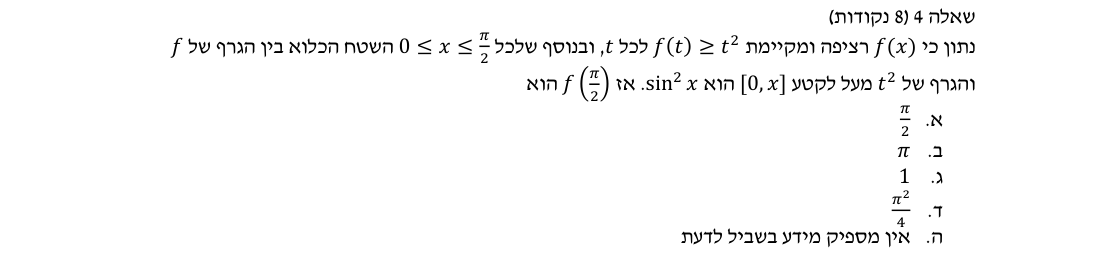 שאלה 4 (8 נקודות)
נתון כי f(x) רציפה ומקיימת f(t) ≥ t² לכל t, ובנוסף שלכל 0 ≤ x ≤ π/2 השטח הכלוא בין הגרף של f
והגרף של t² מעל לקטע [0, x] הוא sin² x. אז f(π/2) הוא
א. π/2
ב. π
ג. 1
ד. π²/4
ה. אין מספיק מידע בשביל לדעת